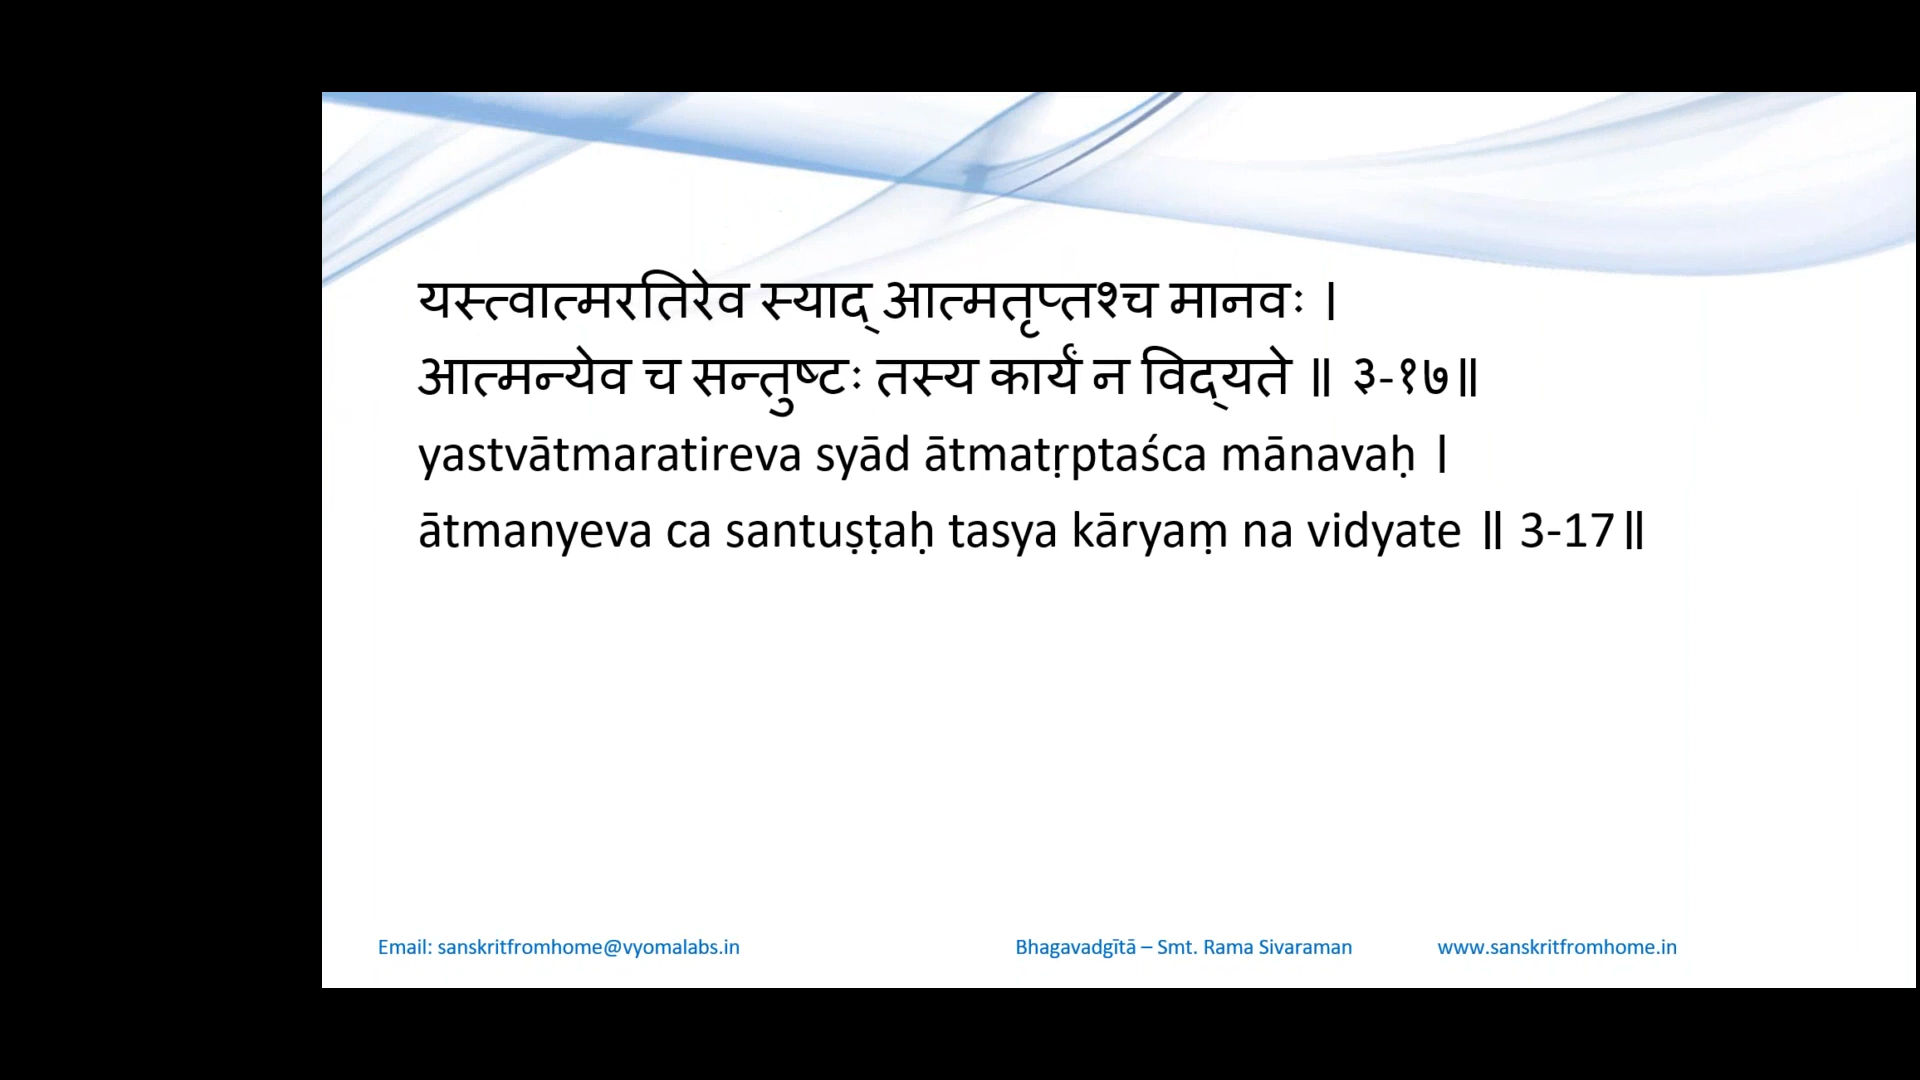 यस्त्वात्मरतिरेव स्याद् आत्मतृप्तश्च मानवः ।
आत्मन्येव च सन्तुष्टः तस्य कार्यं न विद्‌यते ॥ ३-१७॥
yastvātmaratireva syād ātmatṛptaśca mānavaḥ ।
ātmanyeva ca santuṣṭaḥ tasya kāryaṃ na vidyate ॥ 3-17॥
Email: sanskritfromhome@vyomalabs.in Bhagavadgītā – Smt. Rama Sivaraman www.sanskritfromhome.in